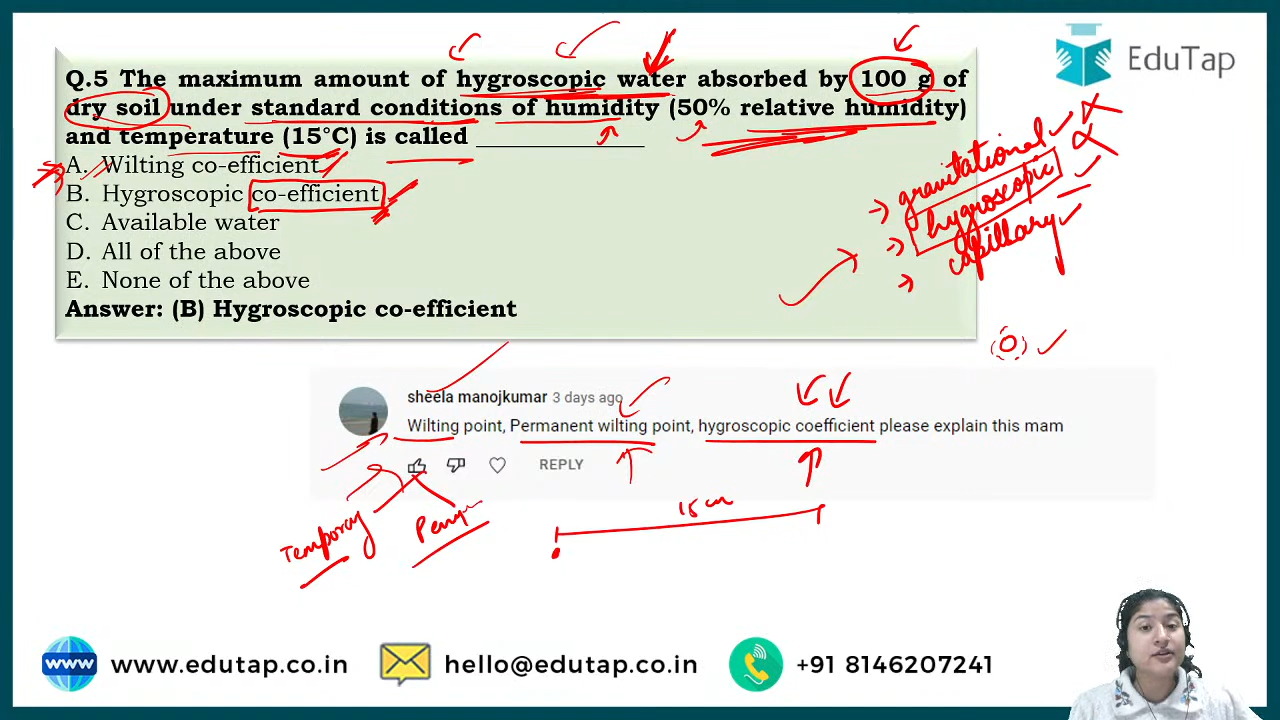 EduTap
Q.5 The maximum amount of hygroscopic water absorbed by 100 g of
dry soil under standard conditions of humidity (50% relative humidity)
and temperature (15°C) is called ______________
A. Wilting co-efficient
B. Hygroscopic co-efficient
C. Available water
D. All of the above
E. None of the above
Answer: (B) Hygroscopic co-efficient
gravitational
hygroscopic
capillary
sheela manojkumar 3 days ago
Wilting point, Permanent wilting point, hygroscopic coefficient please explain this mam
REPLY
15 cm
Temporary
www.edutap.co.in
hello@edutap.co.in
+91 8146207241